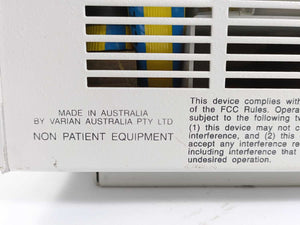 MADE IN AUSTRALIA
BY VARIAN AUSTRALIA PTY LTD
NON PATIENT EQUIPMENT
This device complies with
of the FCC Rules. Opera
subject to the following tw
(1) this device may not c
interference, and (2) this
accept any interference re
including interference that
undesired operation.